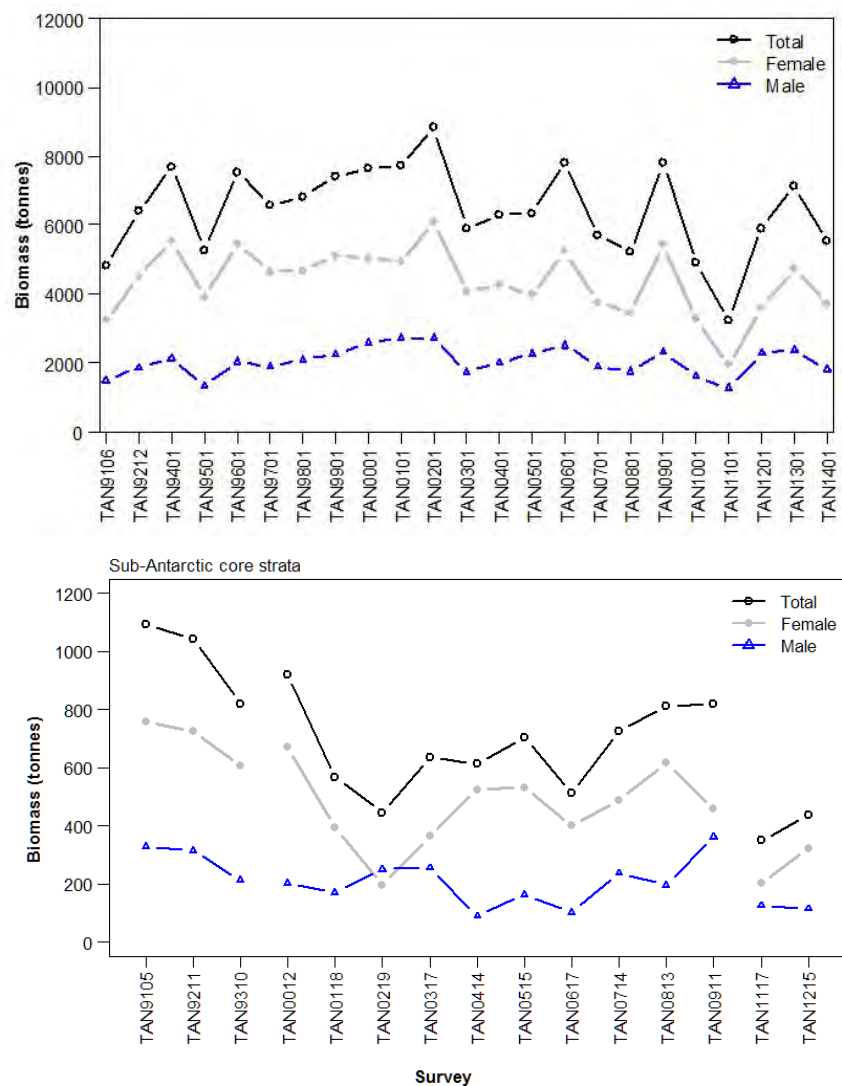 12000
10000
8000
6000
4000
2000
0
Biomass (tonnes)
Total
Female
Male
TAN9106
TAN9212
TAN9401
TAN9501
TAN9601
TAN9701
TAN9801
TAN9901
TAN0001
TAN0101
TAN0201
TAN0301
TAN0401
TAN0501
TAN0601
TAN0701
TAN0801
TAN0901
TAN1001
TAN1101
TAN1201
TAN1301
TAN1401
Sub-Antarctic core strata
1200
1000
800
600
400
200
0
Biomass (tonnes)
Total
Female
Male
TAN9105
TAN9211
TAN9310
TAN0012
TAN0118
TAN0219
TAN0317
TAN0414
TAN0515
TAN0617
TAN0714
TAN0813
TAN0911
TAN1117
TAN1215
Survey